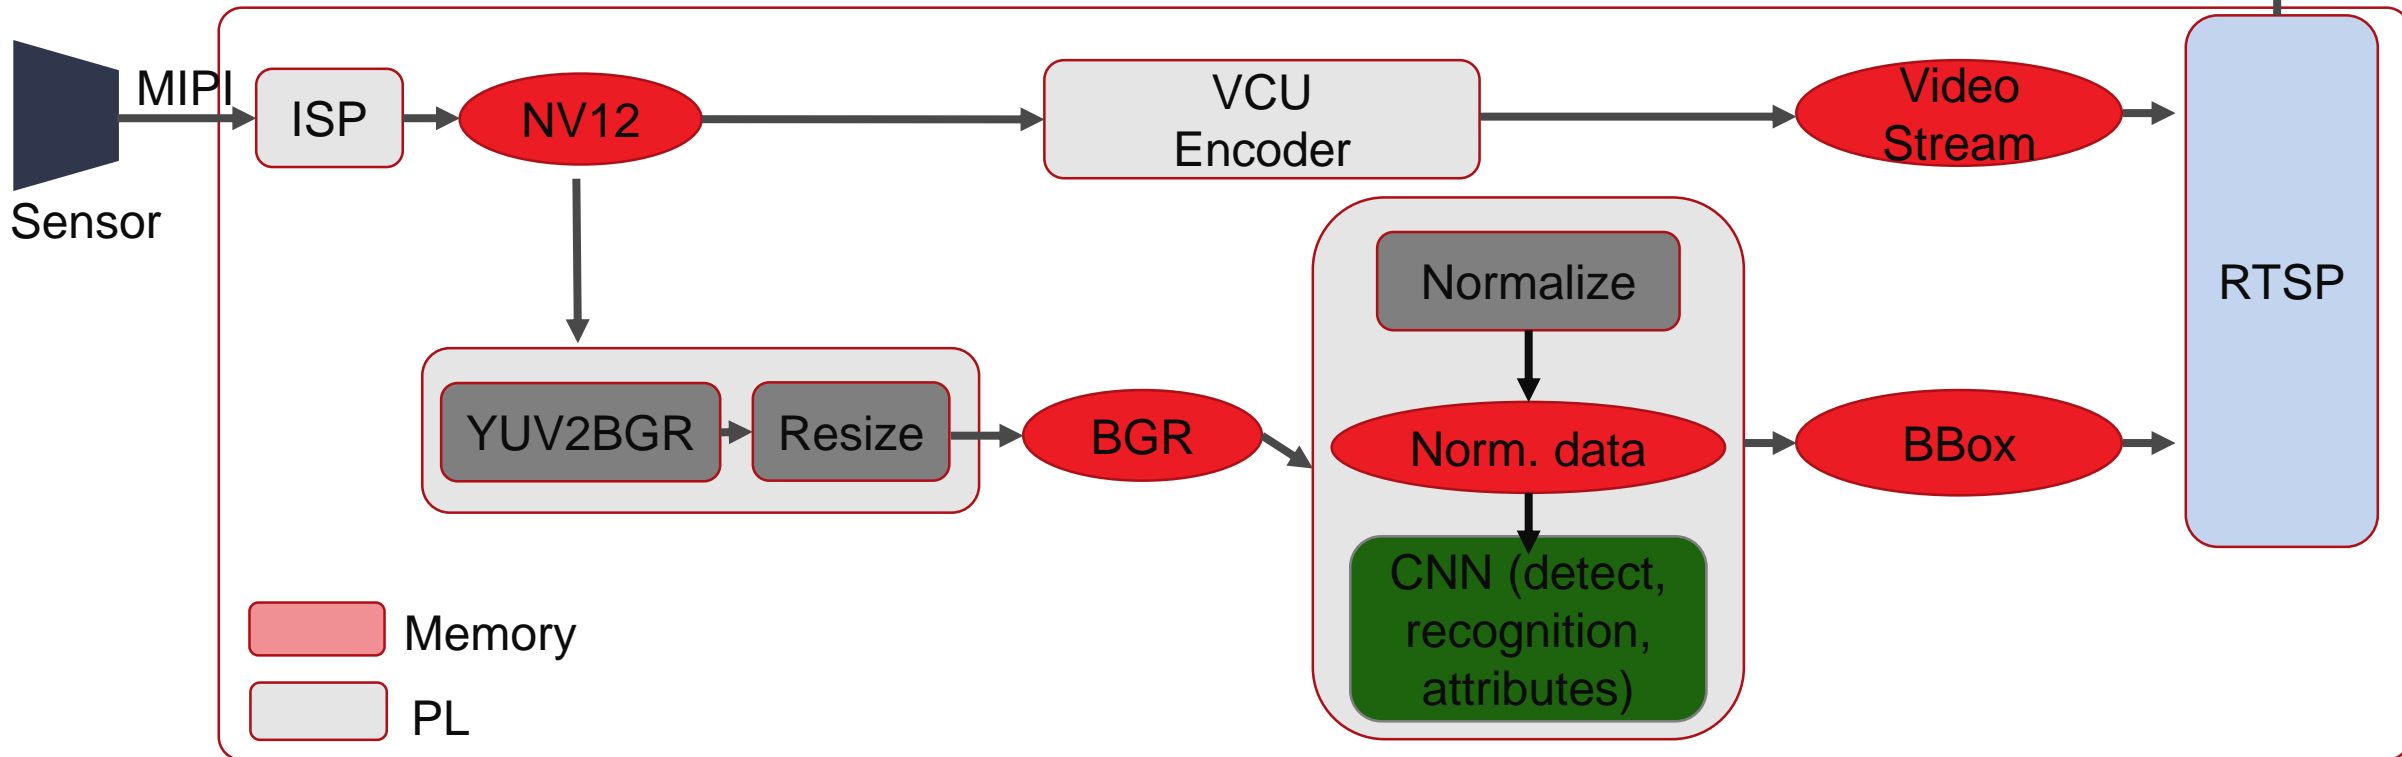 MIPI
ISP
NV12
VCU
Encoder
Video
Stream
Sensor
RTSP
Normalize
YUV2BGR
Resize
BGR
Norm. data
BBox
CNN (detect,
recognition,
attributes)
Memory
PL